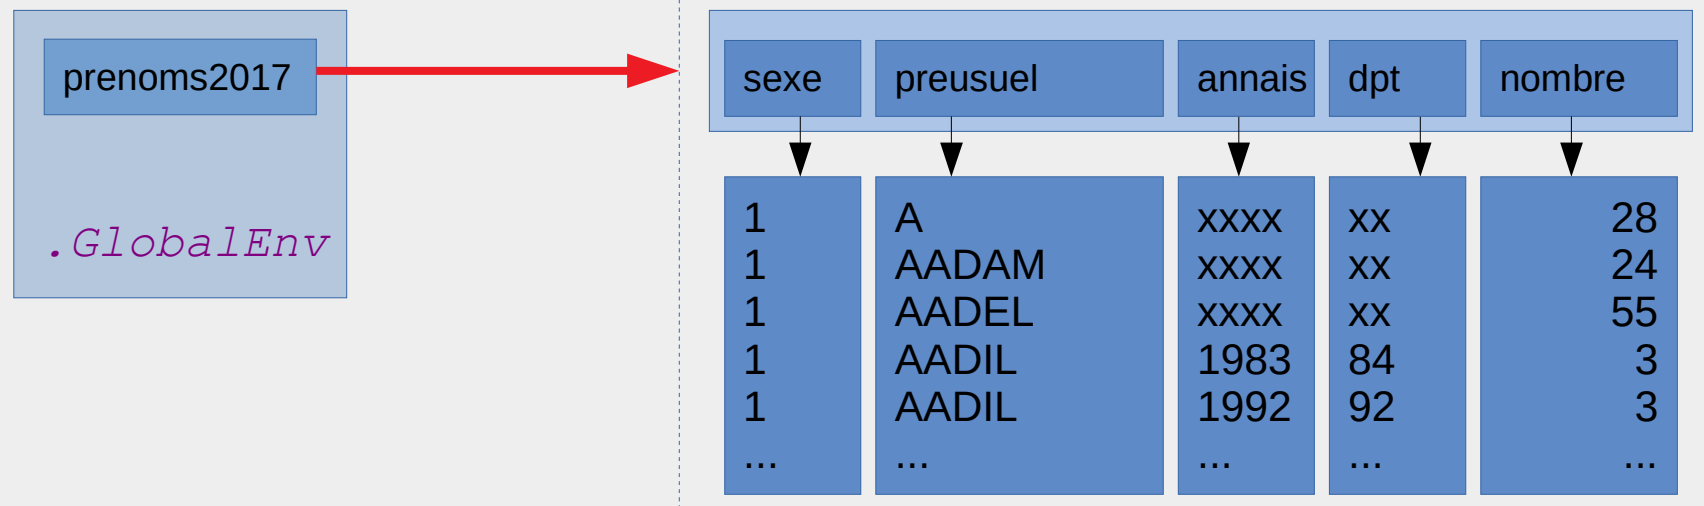 prenoms2017
.GlobalEnv
sexe preusuel annais dpt nombre
1 A xxxx xx 28
1 AADAM xxxx xx 24
1 AADEL xxxx xx 55
1 AADIL 1983 84 3
1 AADIL 1992 92 3
... ... ... ... ...